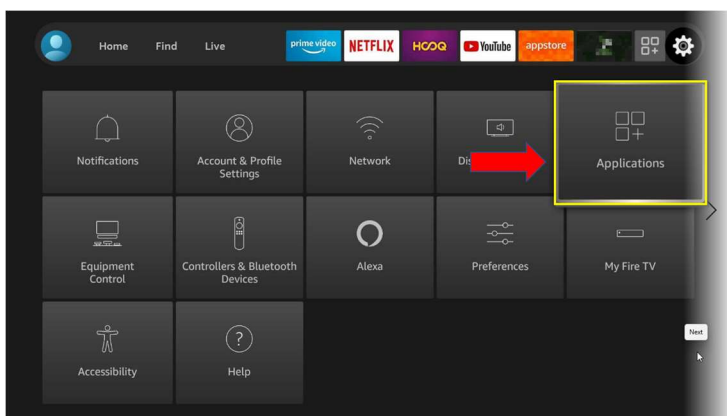 Home Find Live prime video NETFLIX HOOQ YouTube appstore
Notifications
Account & Profile
Settings
Network
Applications
Equipment
Control
Controllers & Bluetooth
Devices
Alexa
Preferences
My Fire TV
Next
Accessibility
Help